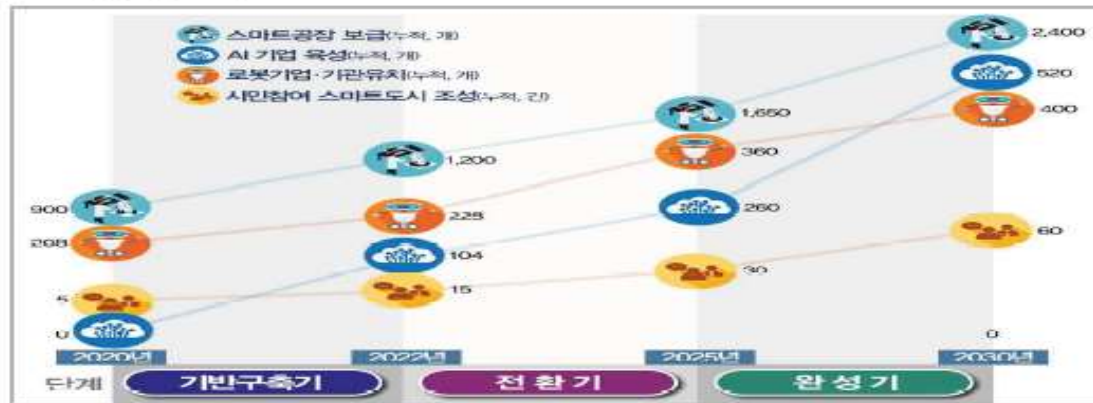 스마트공장 보급(누적, 개)
AI 기업 육성(누적, 개)
로봇기업·기관유치(누적, 개)
시민참여 스마트도시 조성(누적, 건)
2,400
520
400
1,650
360
1,200
260
900
228
208
104
60
30
15
5
0
0
2020년 2022년 2025년 2030년
단계 기반구축기 전환기 완성기